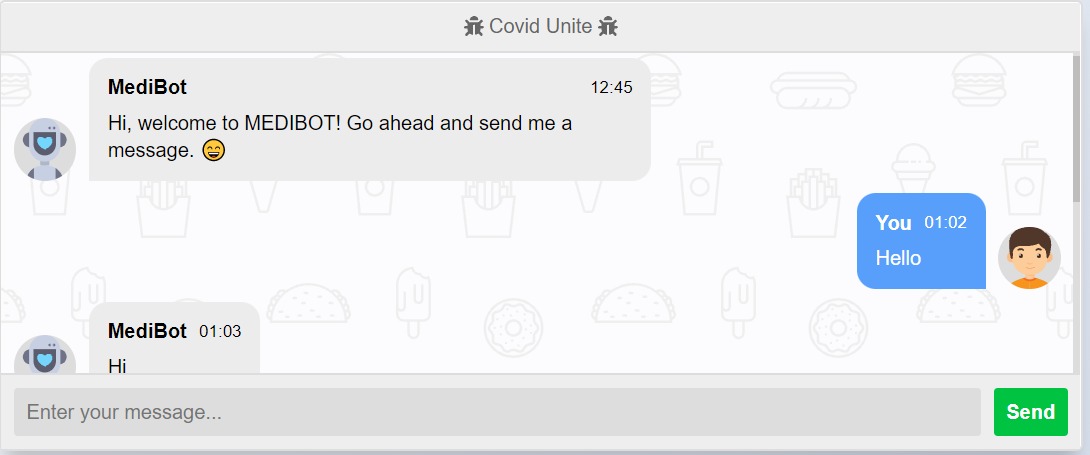 Covid Unite
MediBot 12:45
Hi, welcome to MEDIBOT! Go ahead and send me a
message. 😄
You 01:02
Hello
MediBot 01:03
Hi
Enter your message... Send